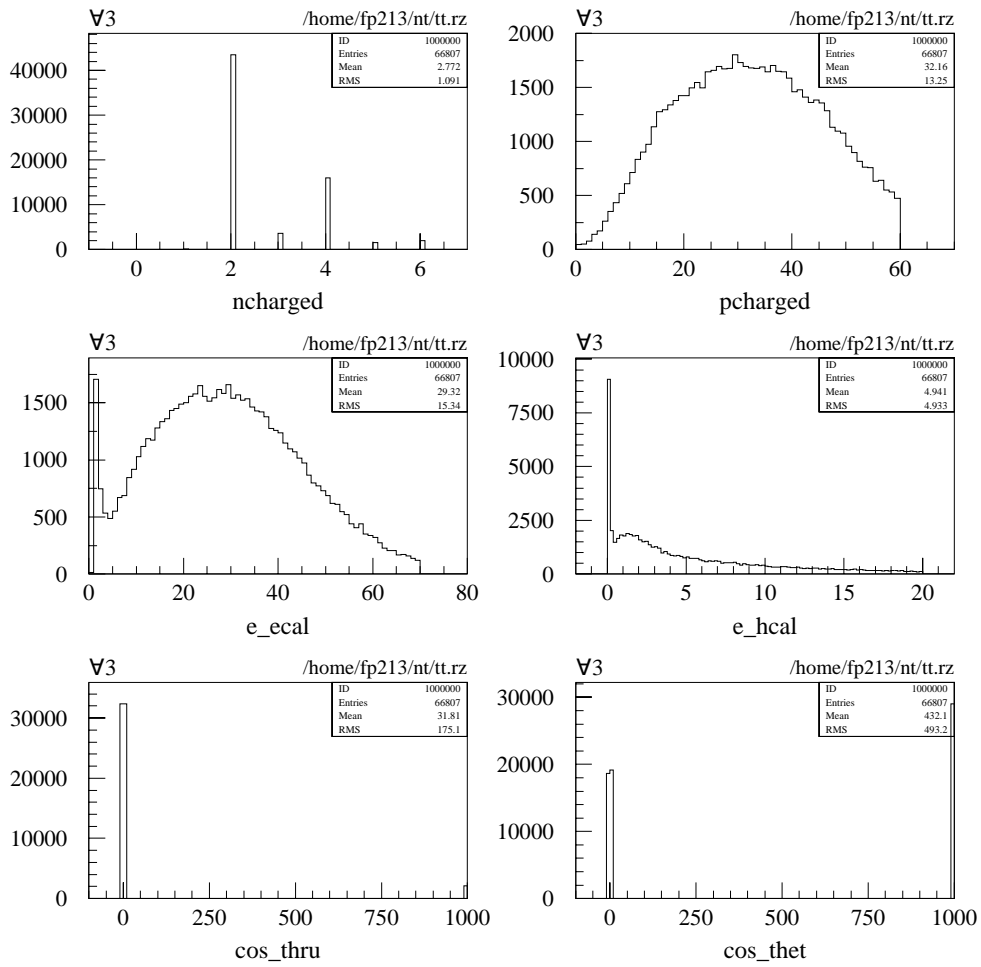 ∀3 /home/fp213/nt/tt.rz
ID 1000000
Entries 66807
Mean 2.772
RMS 1.091
40000
30000
20000
10000
0
0 2 4 6
ncharged
∀3 /home/fp213/nt/tt.rz
ID 1000000
Entries 66807
Mean 32.16
RMS 13.25
2000
1500
1000
500
0
0 20 40 60
pcharged
∀3 /home/fp213/nt/tt.rz
ID 1000000
Entries 66807
Mean 29.32
RMS 15.34
1500
1000
500
0
0 20 40 60 80
e_ecal
∀3 /home/fp213/nt/tt.rz
ID 1000000
Entries 66807
Mean 4.941
RMS 4.933
10000
7500
5000
2500
0
0 5 10 15 20
e_hcal
∀3 /home/fp213/nt/tt.rz
ID 1000000
Entries 66807
Mean 31.81
RMS 175.1
30000
20000
10000
0
0 250 500 750 1000
cos_thru
∀3 /home/fp213/nt/tt.rz
ID 1000000
Entries 66807
Mean 432.1
RMS 493.2
30000
20000
10000
0
0 250 500 750 1000
cos_thet